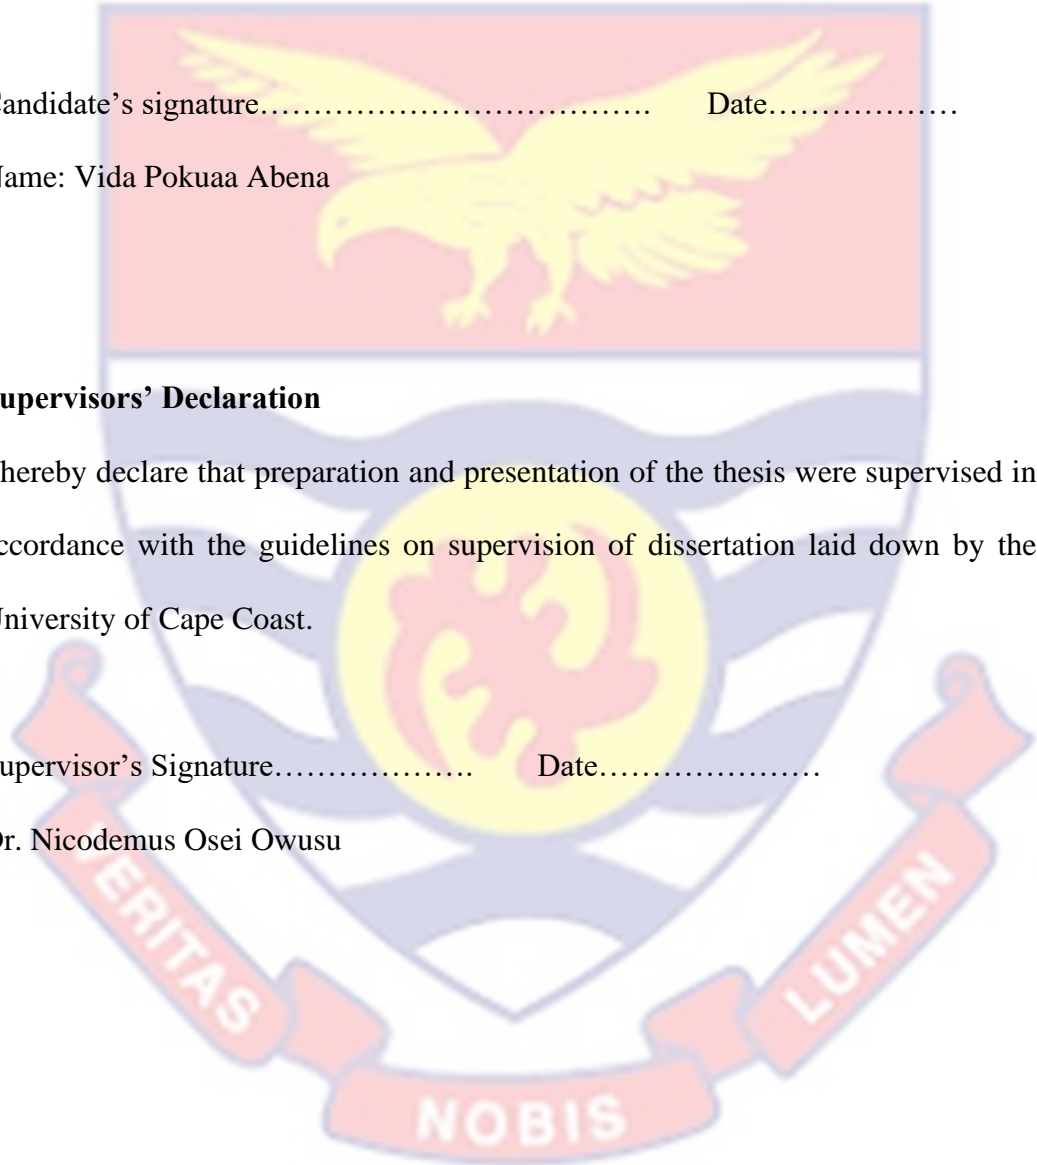 andidate’s signature………………………………. Date………………
ame: Vida Pokuaa Abena
upervisors’ Declaration
hereby declare that preparation and presentation of the thesis were supervised in
ccordance with the guidelines on supervision of dissertation laid down by the
niversity of Cape Coast.
upervisor’s Signature………………. Date…………………
r. Nicodemus Osei Owusu
VERITAS
NOBIS
LUMEN